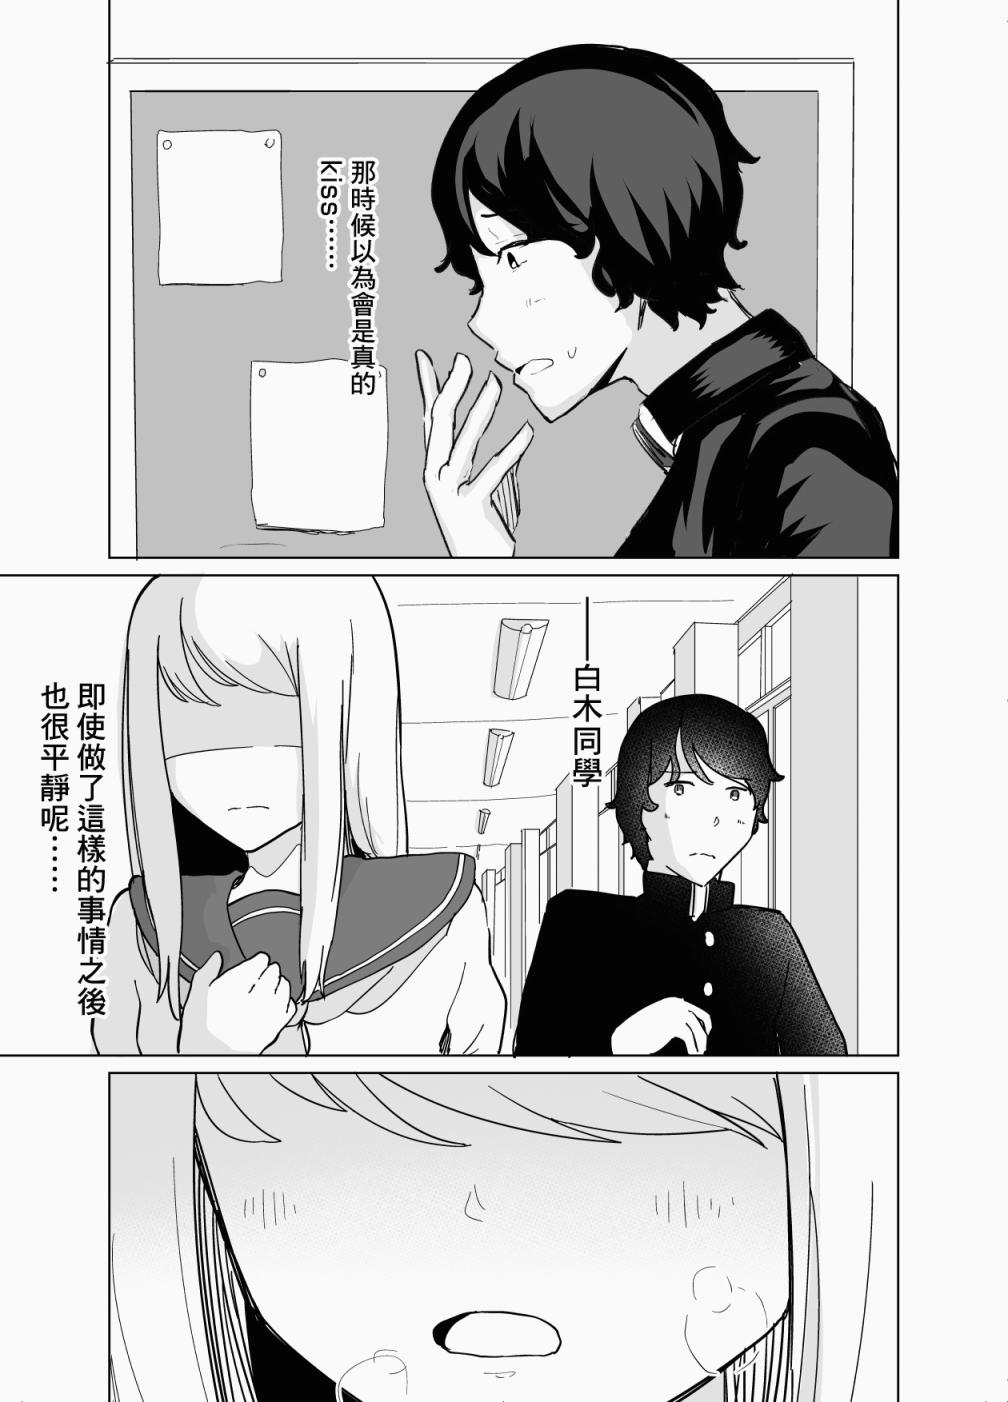 那時候以為會是真的
kiss……
——白木同學
即使做了這樣的事情之後
也很平靜呢……